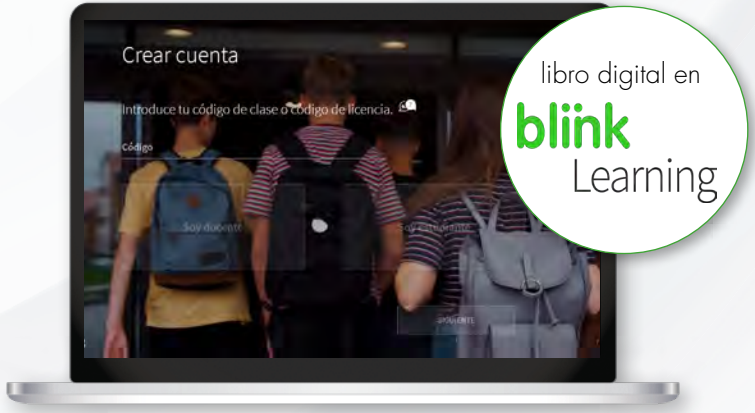 Crear cuenta
Introduce tu código de clase o código de licencia.
Código
Soy docente
Soy estudiante
SIGUIENTE
libro digital en
blink
Learning